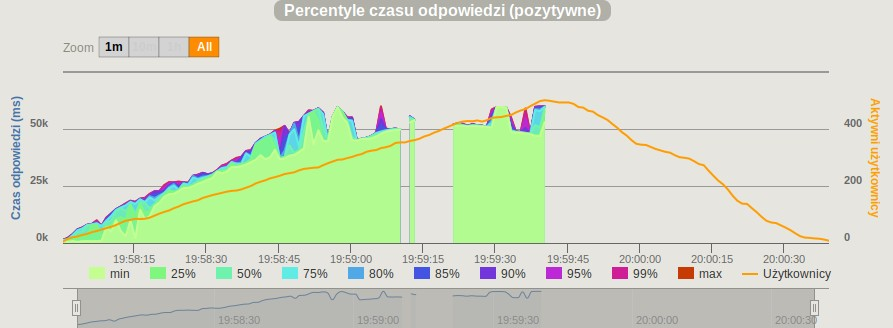 Percentyle czasu odpowiedzi (pozytywne)
Zoom 1m All
Czas odpowiedzi (ms)
50k
25k
0k
Aktywni użytkownicy
400
200
0
19:58:15 19:58:30 19:58:45 19:59:00 19:59:15 19:59:30 19:59:45 20:00:00 20:00:15 20:00:30
min 25% 50% 75% 80% 85% 90% 95% 99% max Użytkownicy
19:58:30 19:59:00 19:59:30 20:00:00 20:00:30